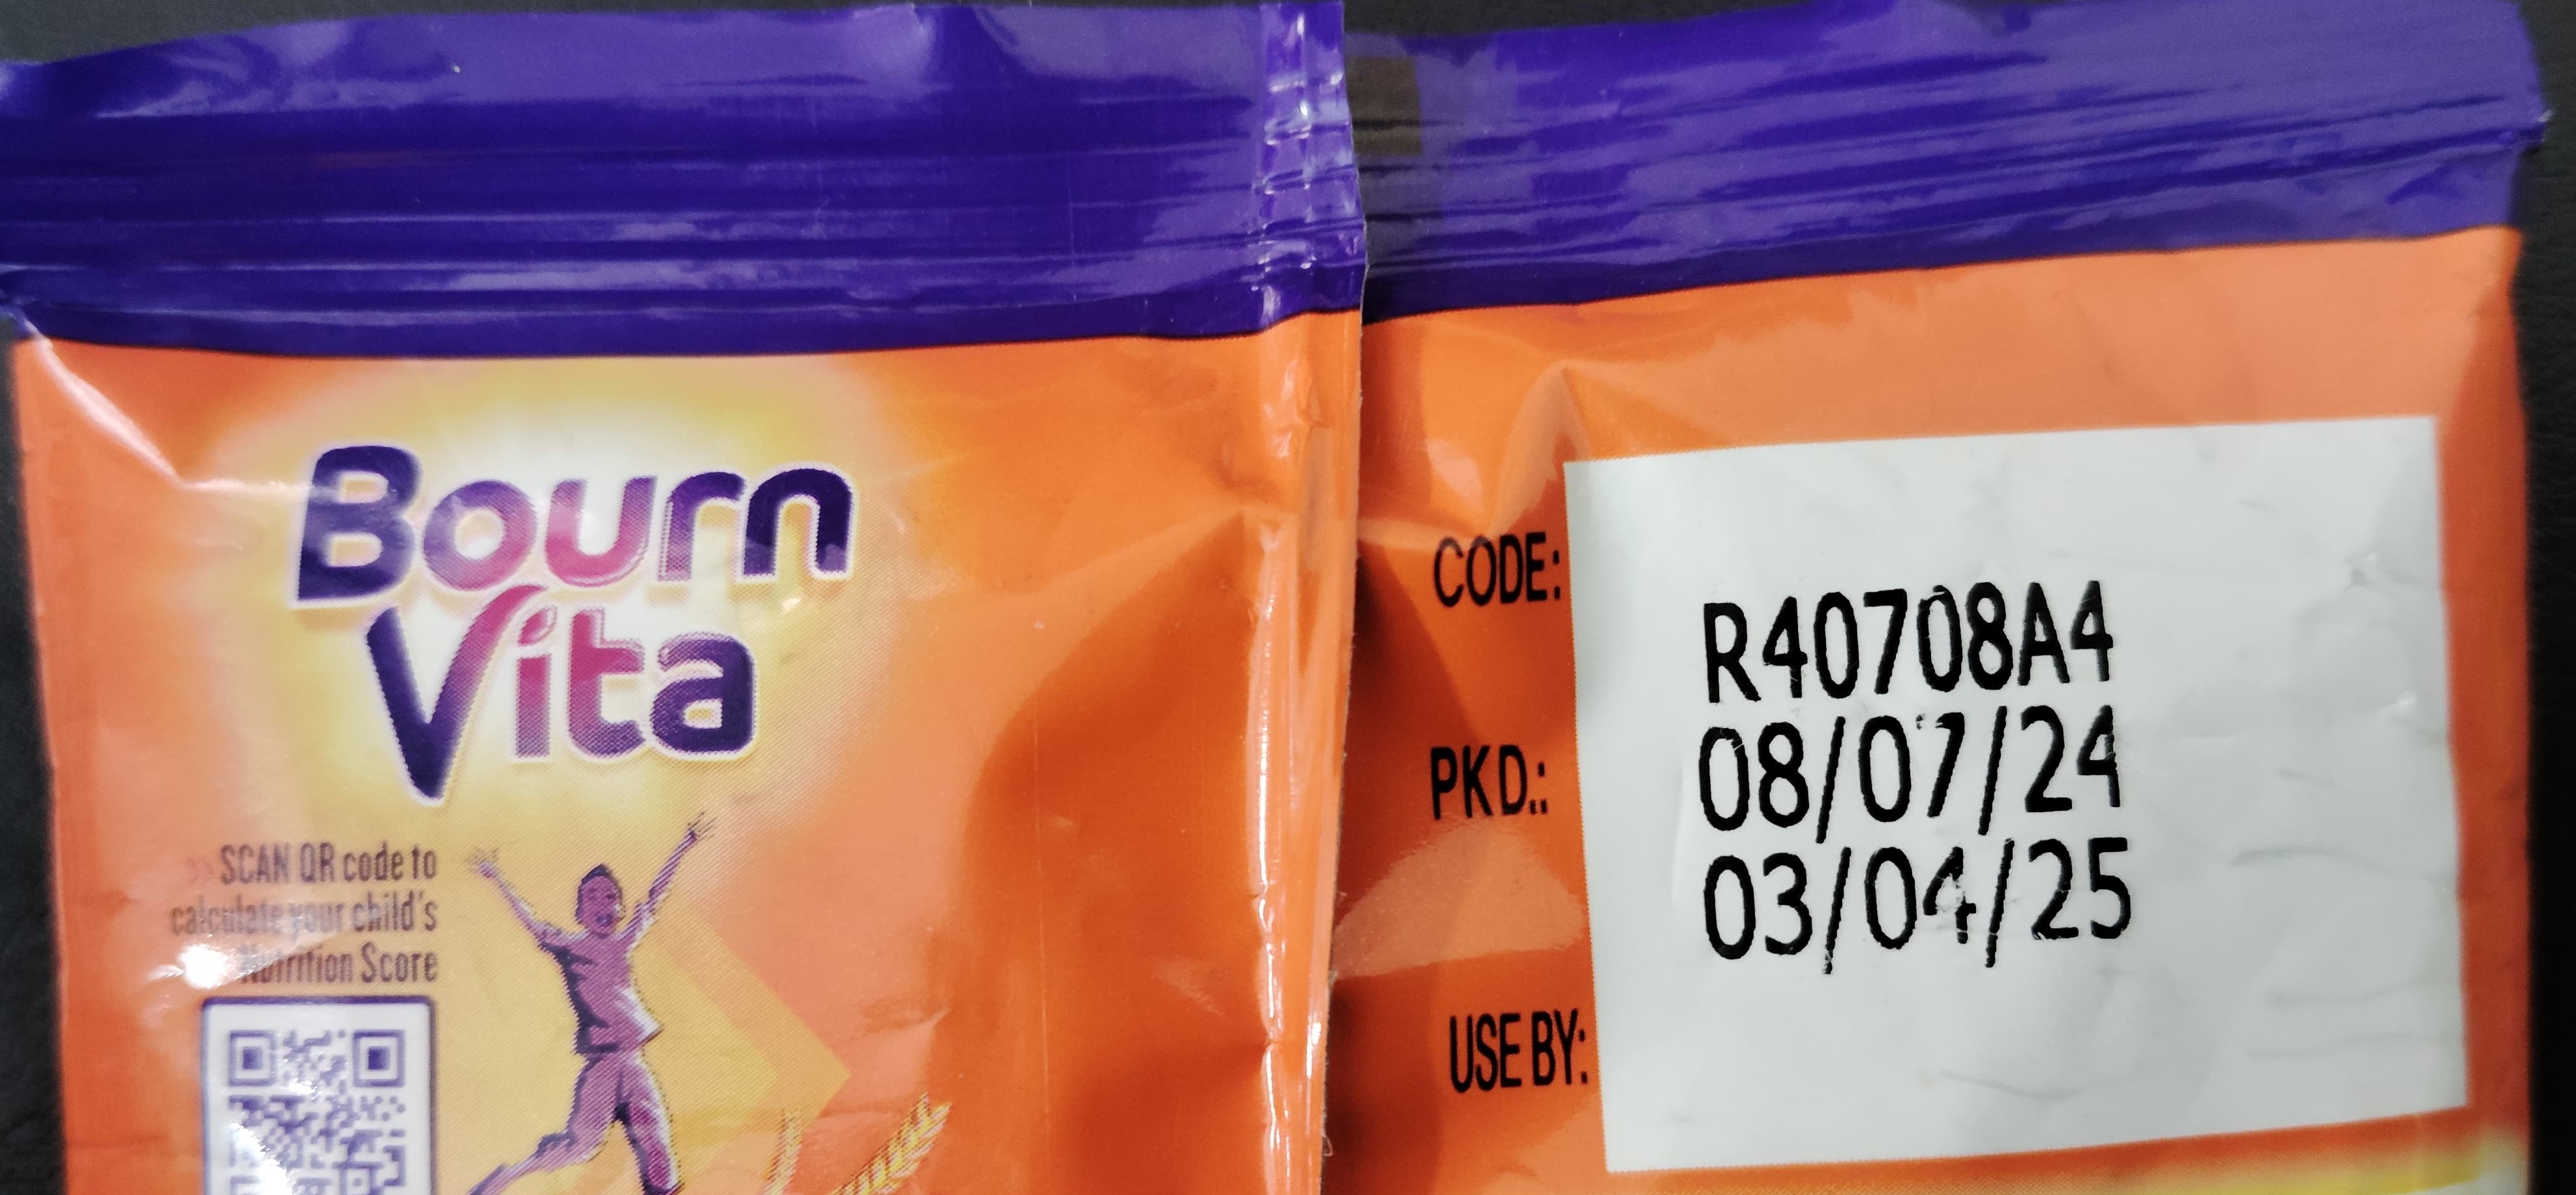 Bourn
Vita
SCAN QR code to
calculate your child's
Nutrition Score
CODE:
R40708A4
PKD.:
08/07/24
USE BY:
03/04/25